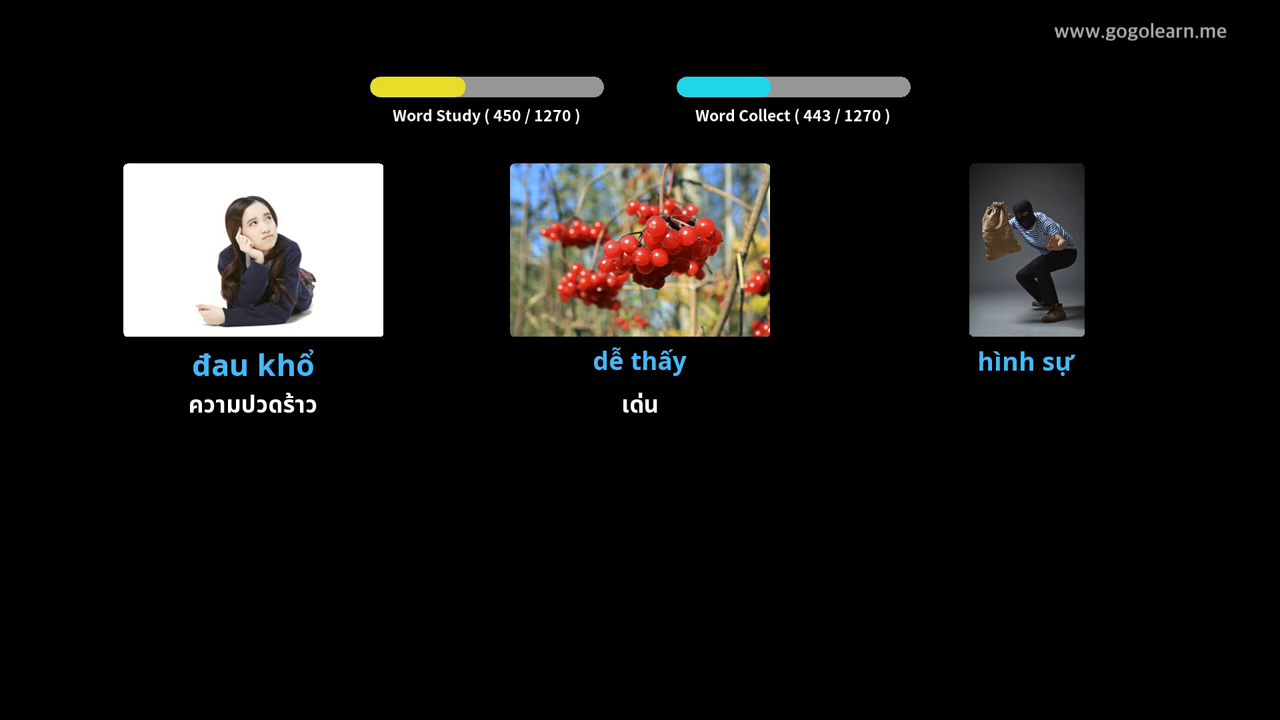 www.gogolearn.me
Word Study ( 450 / 1270 )
Word Collect ( 443 / 1270 )
đau khổ
ความปวดร้าว
dễ thấy
เด่น
hình sự